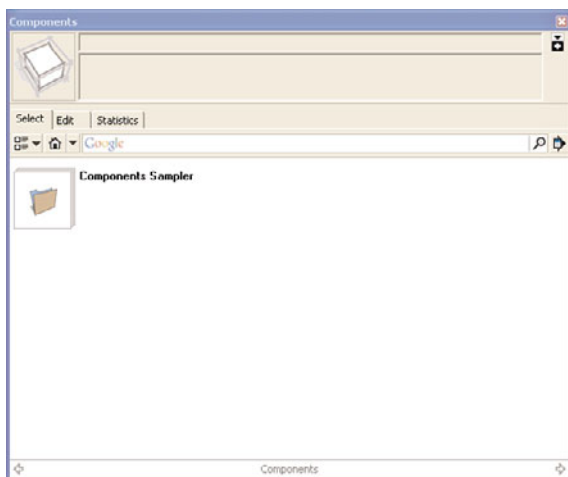 Components
Select
Edit
Statistics
Google
Components Sampler
Components